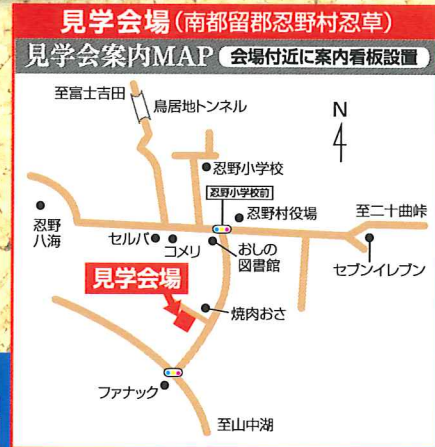 見学会場(南都留郡忍野村忍草)
見学会案内MAP 会場付近に案内看板設置
至富士吉田
鳥居地トンネル
N
忍野小学校
忍野小学校前
忍野村役場
至二十曲峠
忍野
八海
セルバ
コメリ
おしの
図書館
セブンイレブン
見学会場
焼肉おさ
ファナック
至山中湖